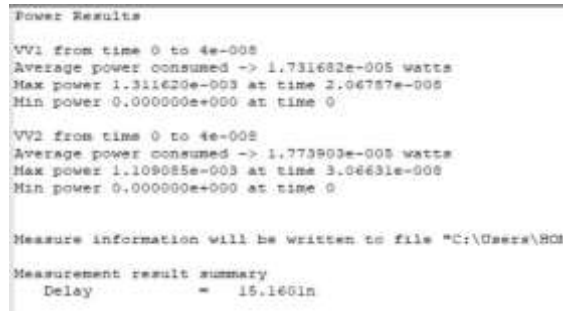 Power Results
VV1 from time 0 to 4e-008
Average power consumed -> 1.731682e-005 watts
Max power 1.311620e-003 at time 2.06787e-008
Min power 0.000000e+000 at time 0
VV2 from time 0 to 4e-008
Average power consumed -> 1.773903e-005 watts
Max power 1.109085e-003 at time 3.06631e-008
Min power 0.000000e+000 at time 0
Measure information will be written to file "C:\Users\
Measurement result summary
Delay = 15.1601n